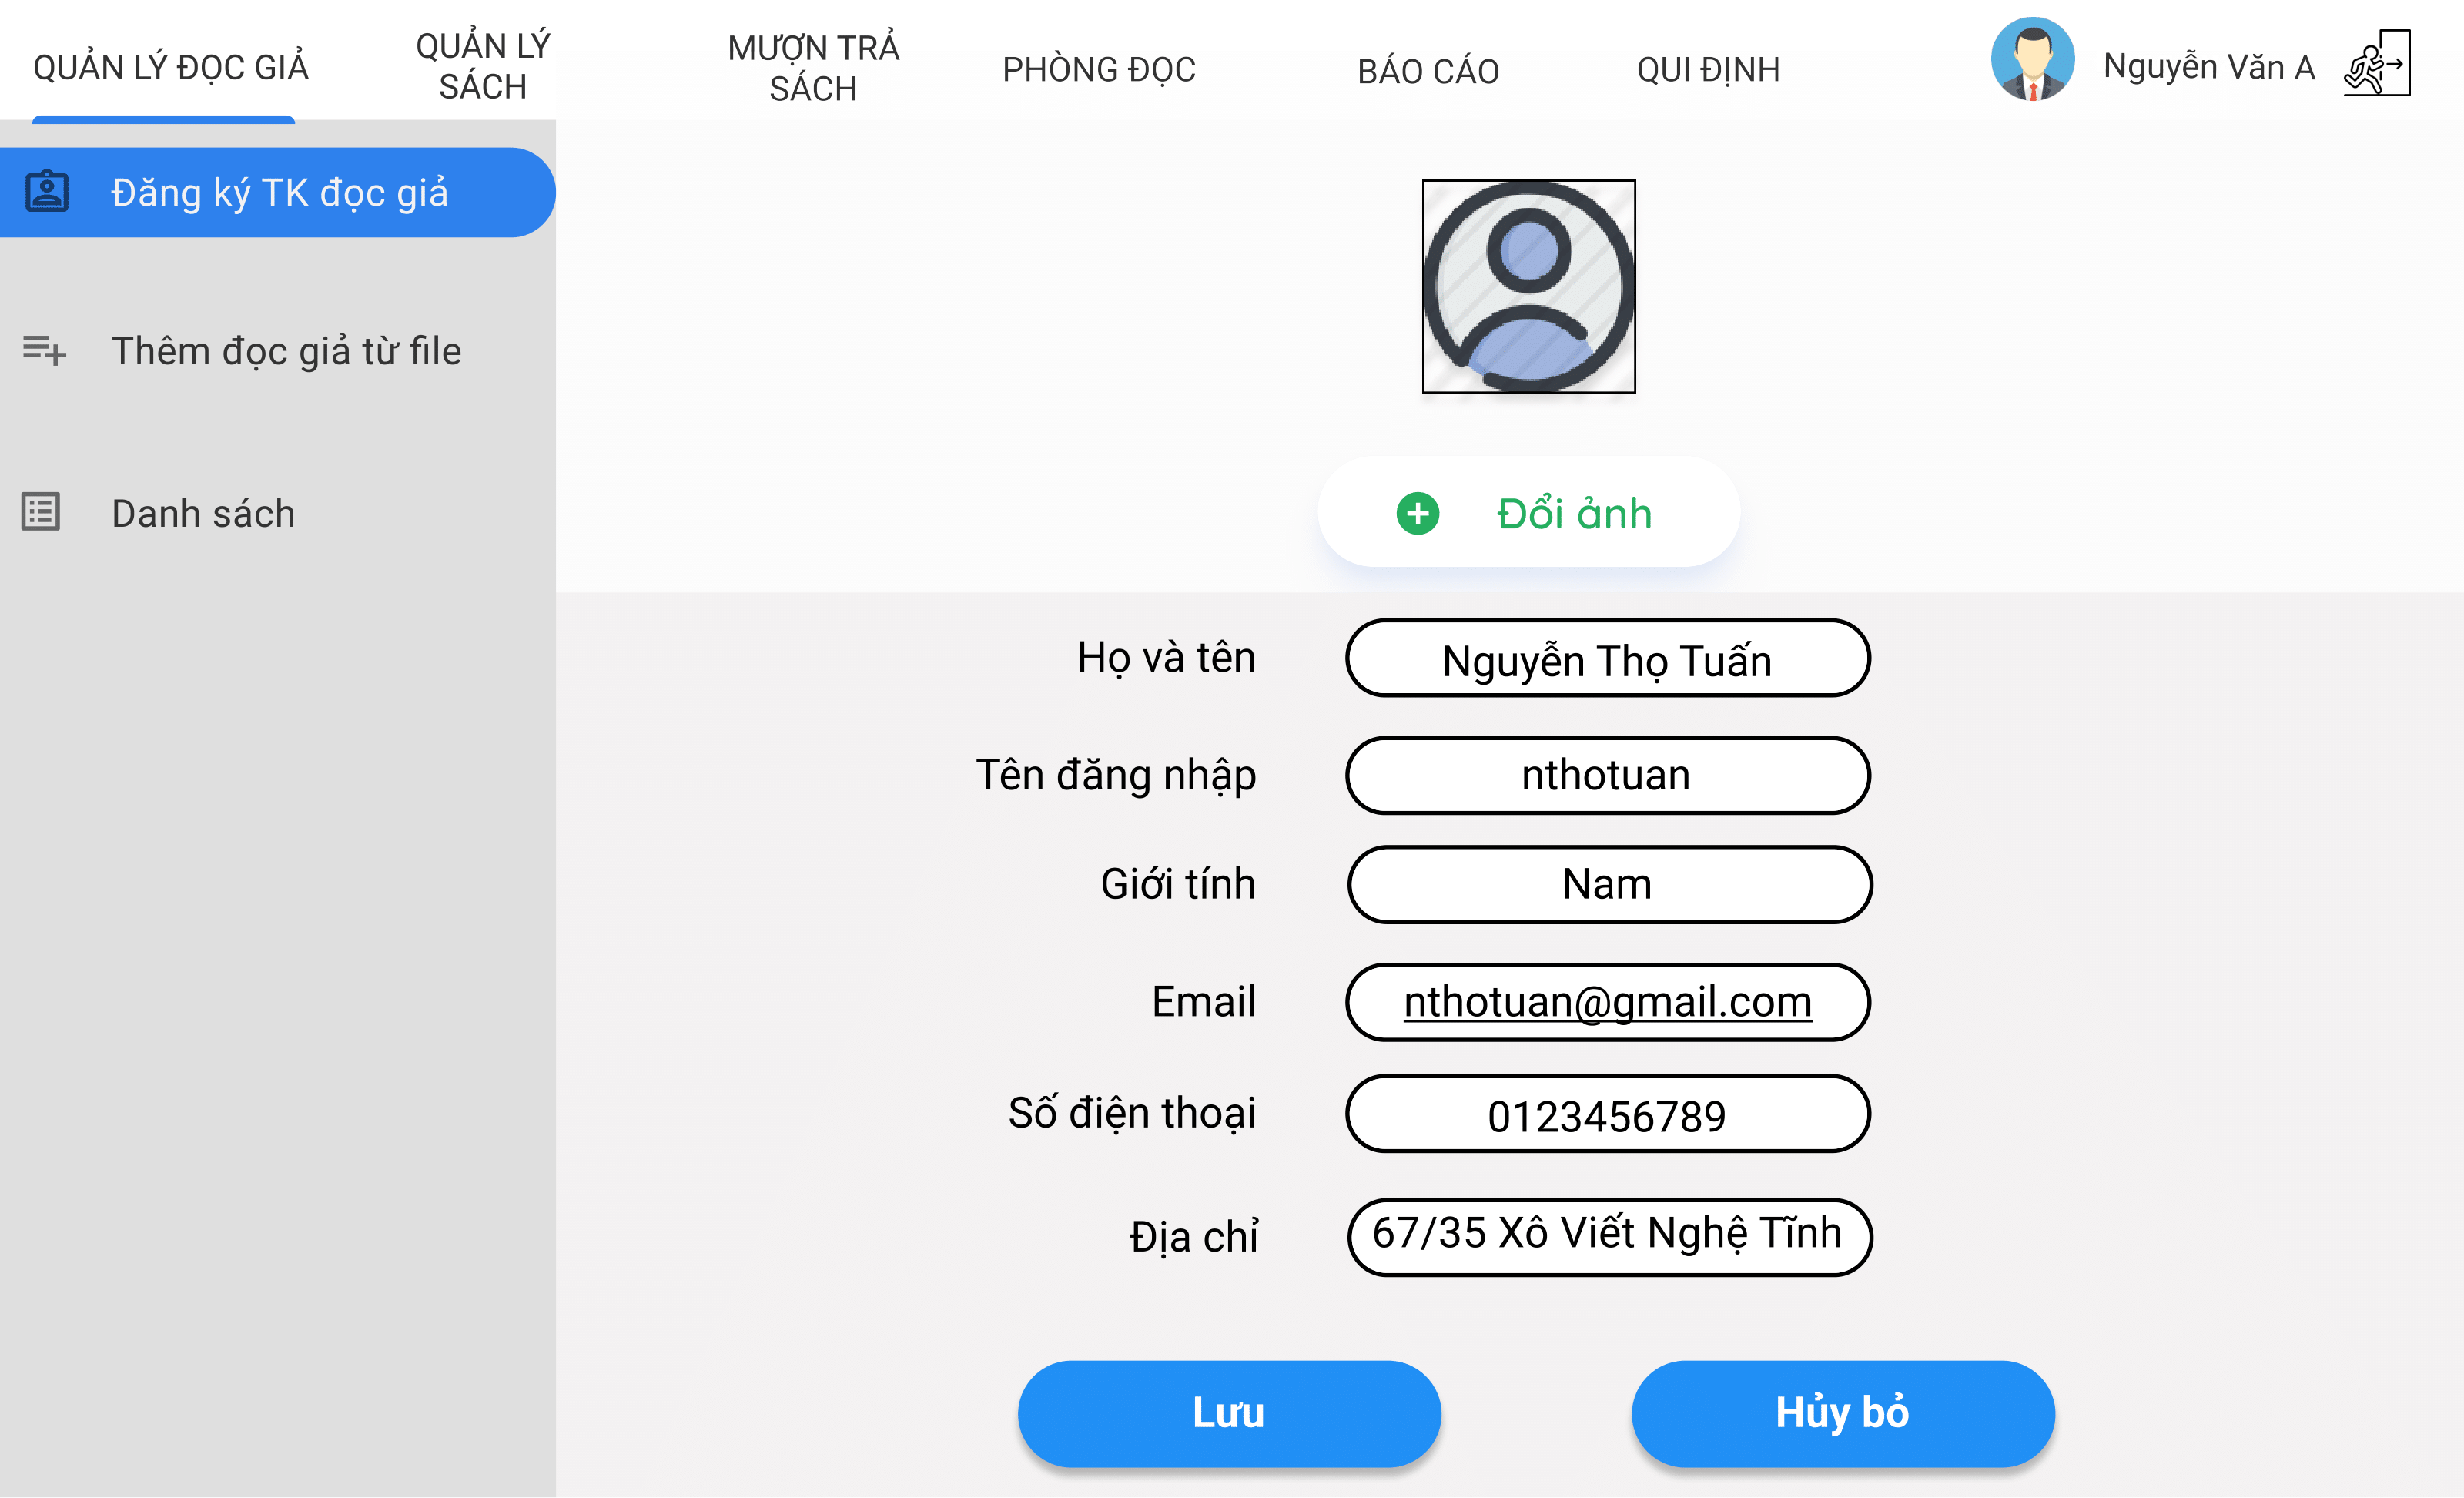 QUẢN LÝ ĐỌC GIẢ
QUẢN LÝ
SÁCH
MƯỢN TRẢ
SÁCH
PHÒNG ĐỌC
BÁO CÁO
QUI ĐỊNH
Nguyễn Văn A
Đăng ký TK đọc giả
Thêm đọc giả từ file
Danh sách
Đổi ảnh
Họ và tên
Nguyễn Thọ Tuấn
Tên đăng nhập
nthotuan
Giới tính
Nam
Email
nthotuan@gmail.com
Số điện thoại
0123456789
Địa chỉ
67/35 Xô Viết Nghệ Tĩnh
Lưu
Hủy bỏ